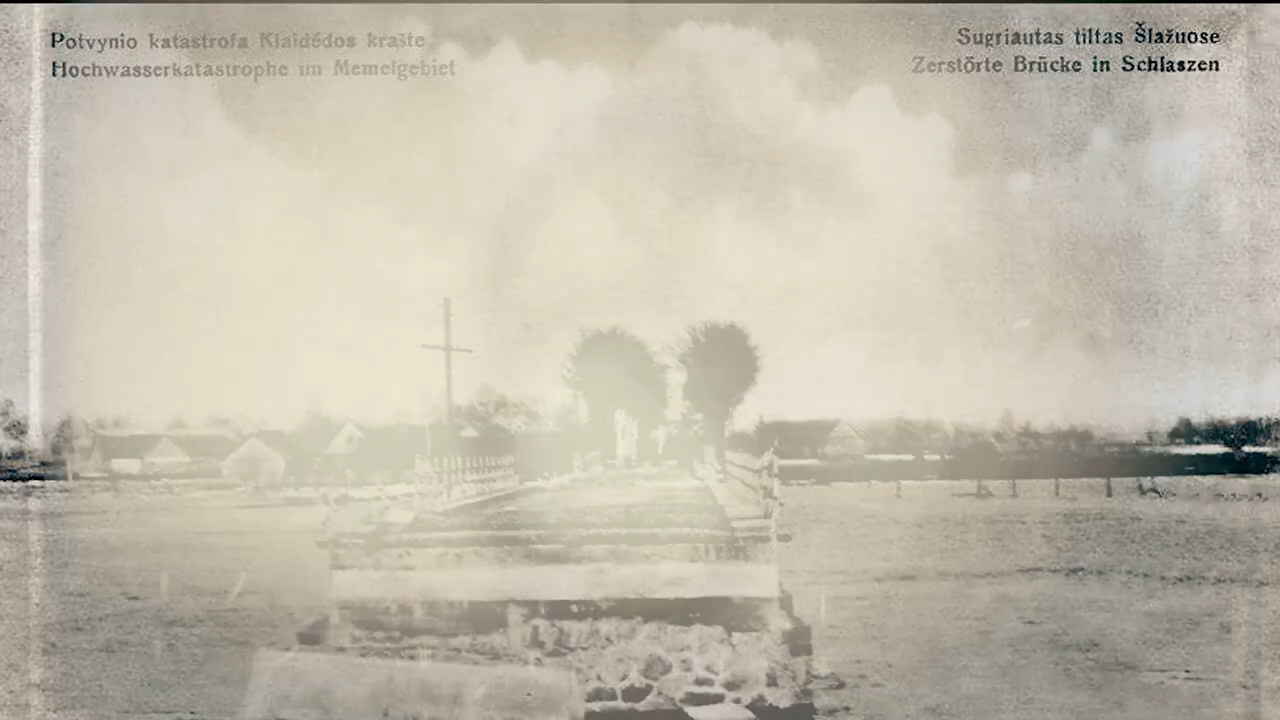 Potvynio katastrofa Klaidėdos krašte
Hochwasserkatastrophe im Memelgebiet
Sugriautas tiltas Šlažuose
Zerstörte Brücke in Schlaszen